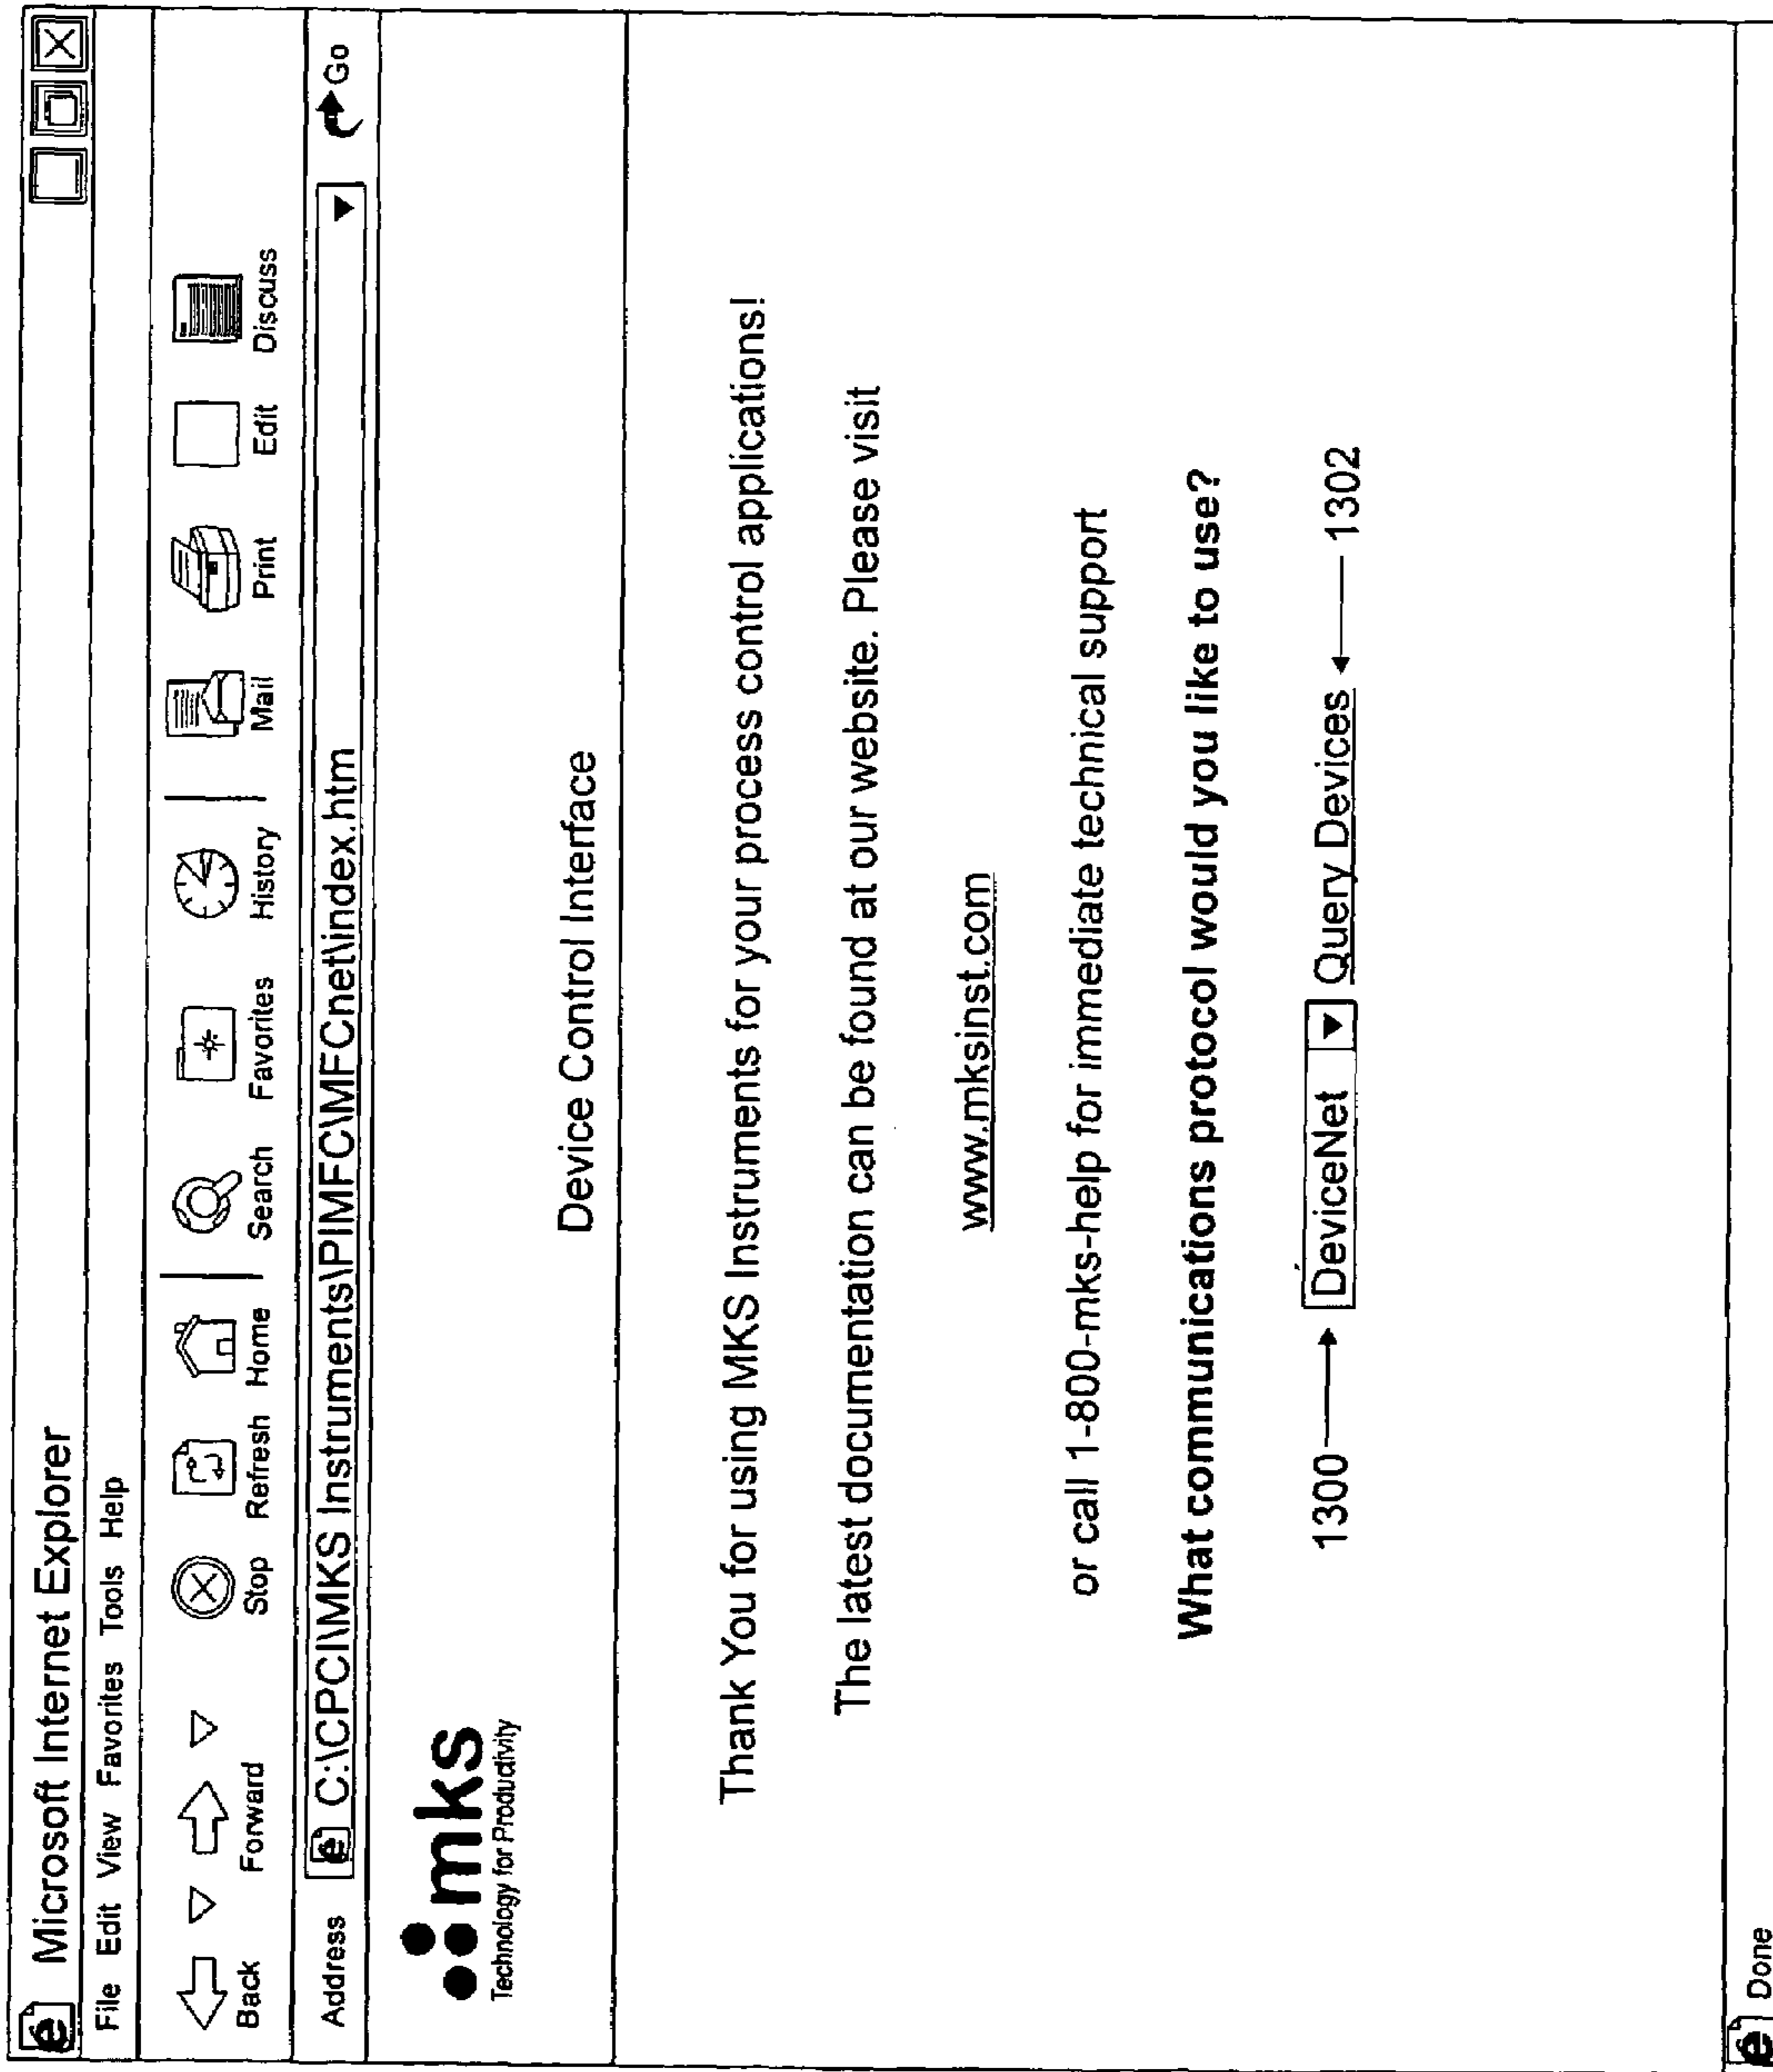 Microsoft Internet Explorer
File Edit View Favorites Tools Help
Back Forward Stop Refresh Home Search Favorites History Mail Print Edit Discuss
Address C:\CPCI\MKS Instruments\PIMFC\MFCnet\index.htm Go
mks
Technology for Productivity
Device Control Interface
Thank You for using MKS Instruments for your process control applications!
The latest documentation can be found at our website. Please visit
www.mksinst.com
or call 1-800-mks-help for immediate technical support
What communications protocol would you like to use?
1300 DeviceNet Query Devices 1302
Done